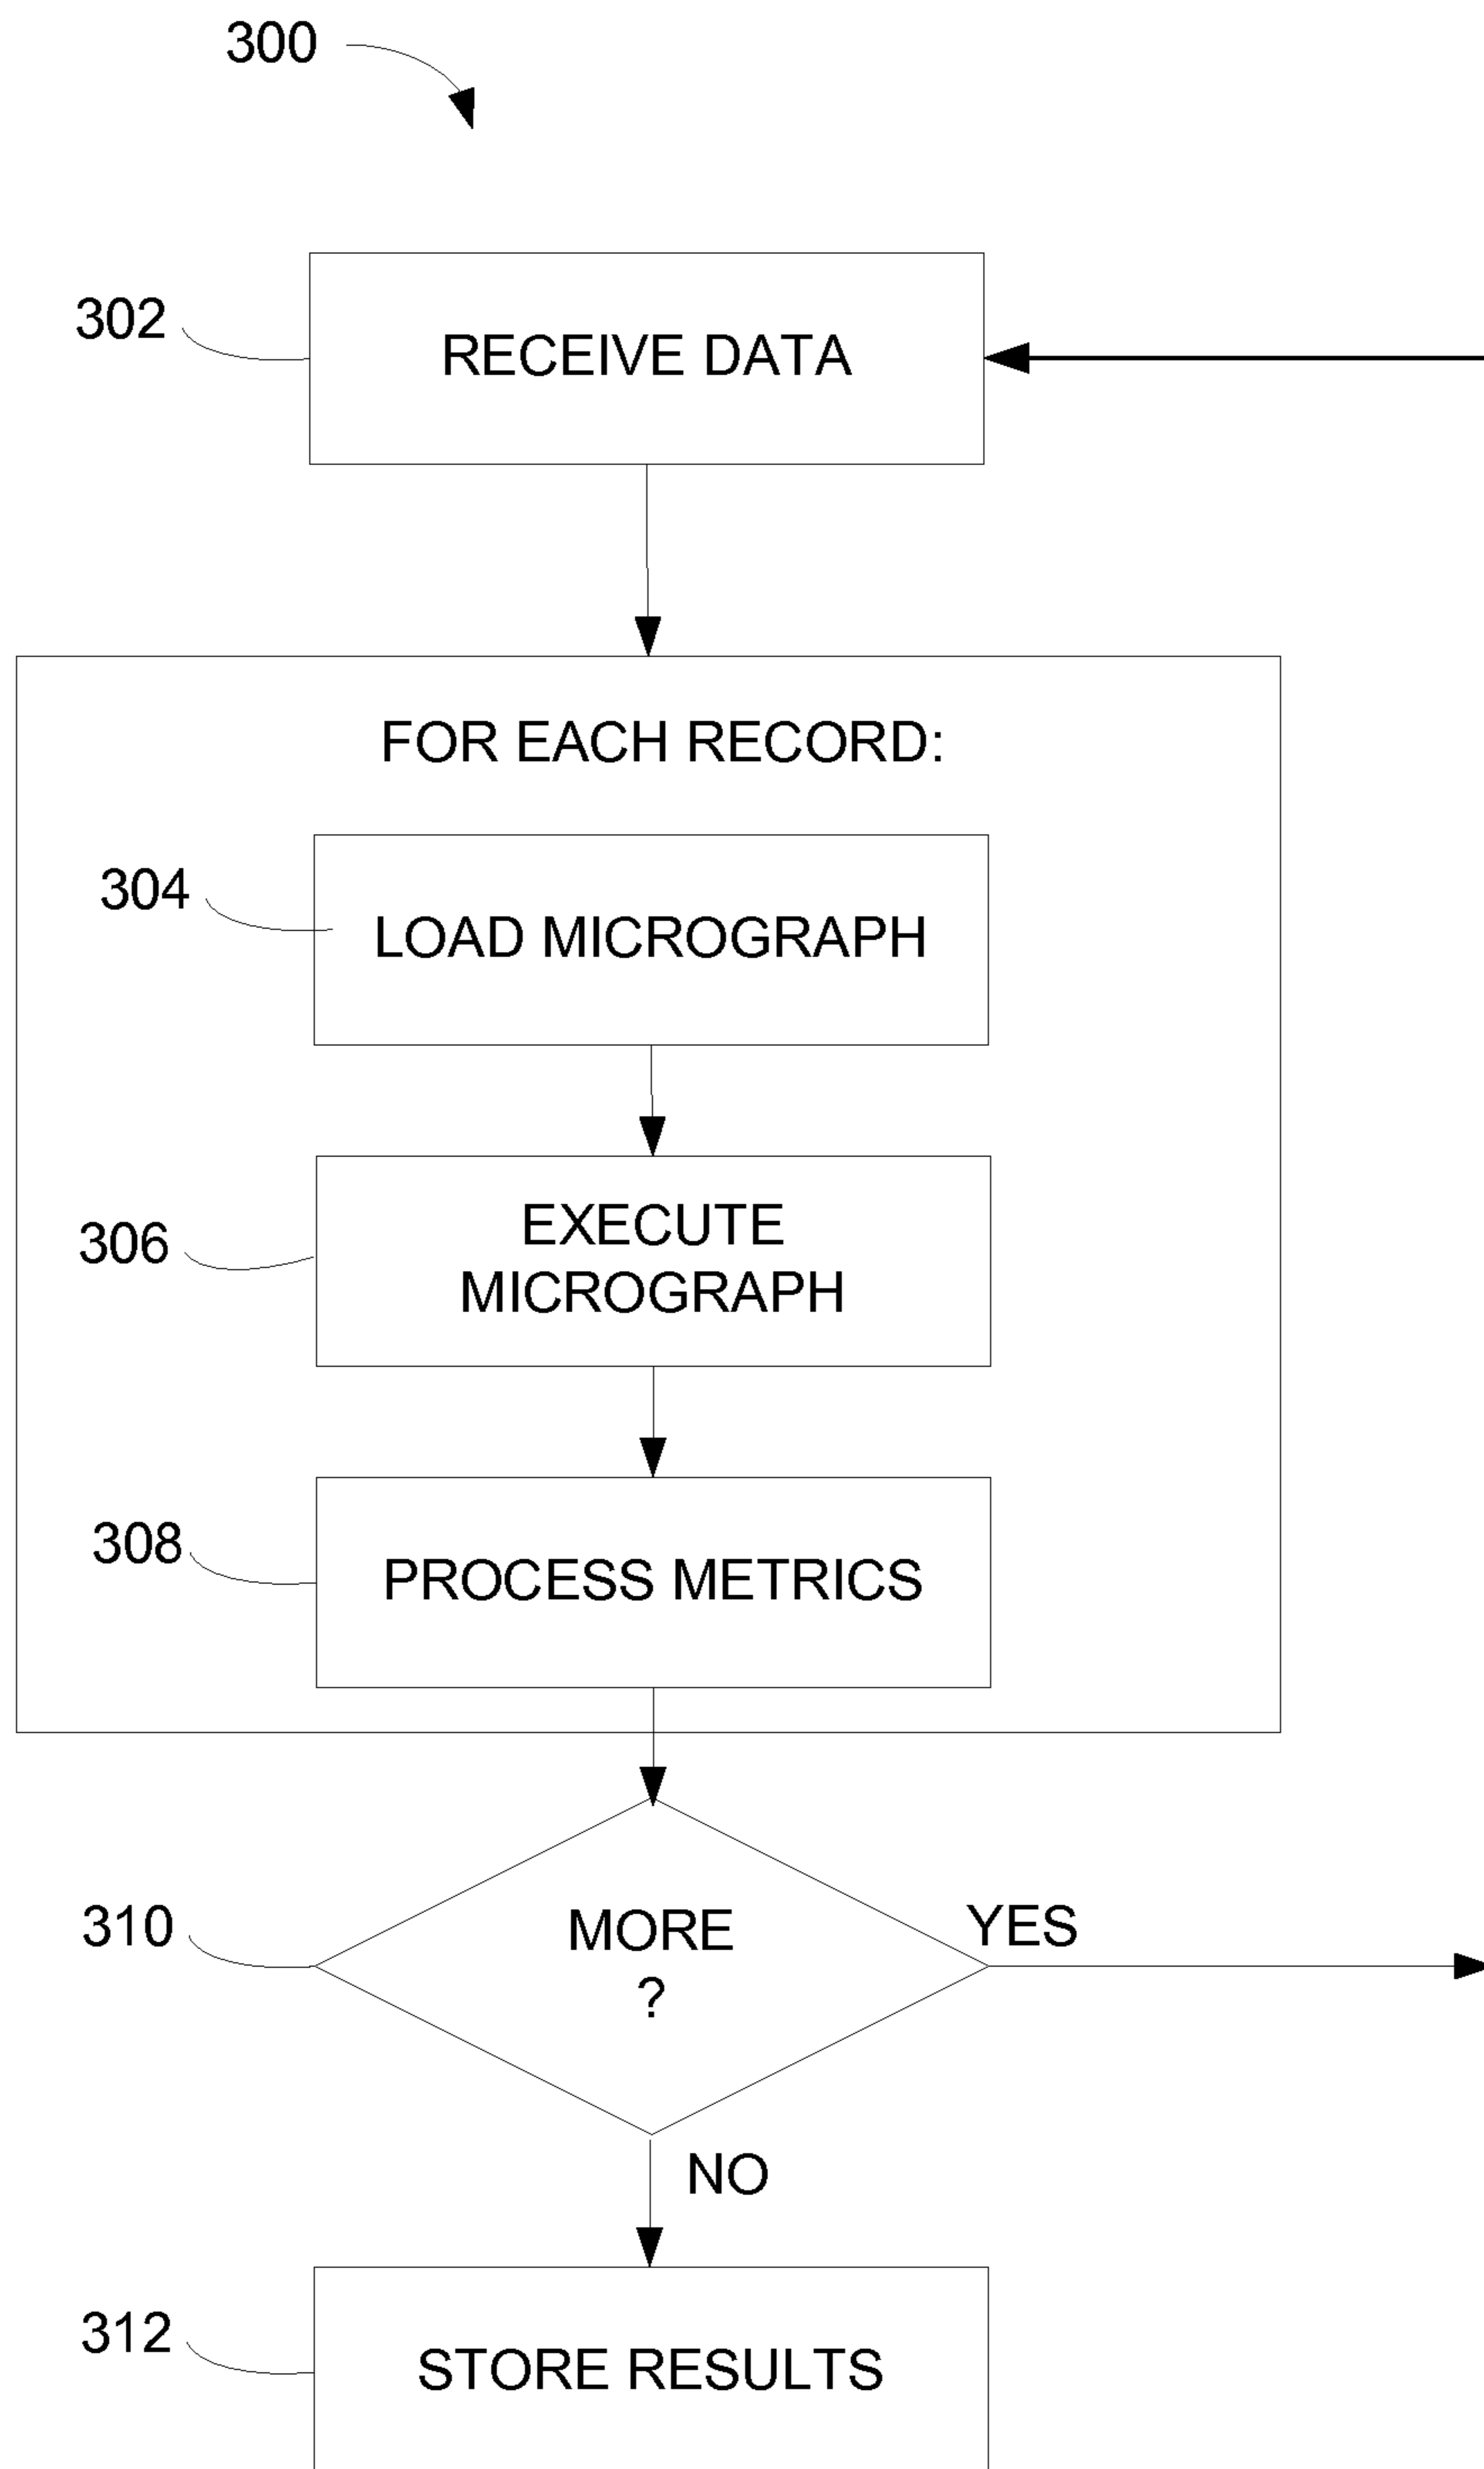 300
302
RECEIVE DATA
FOR EACH RECORD:
304
LOAD MICROGRAPH
306
EXECUTE
MICROGRAPH
308
PROCESS METRICS
310
MORE
?
YES
NO
312
STORE RESULTS